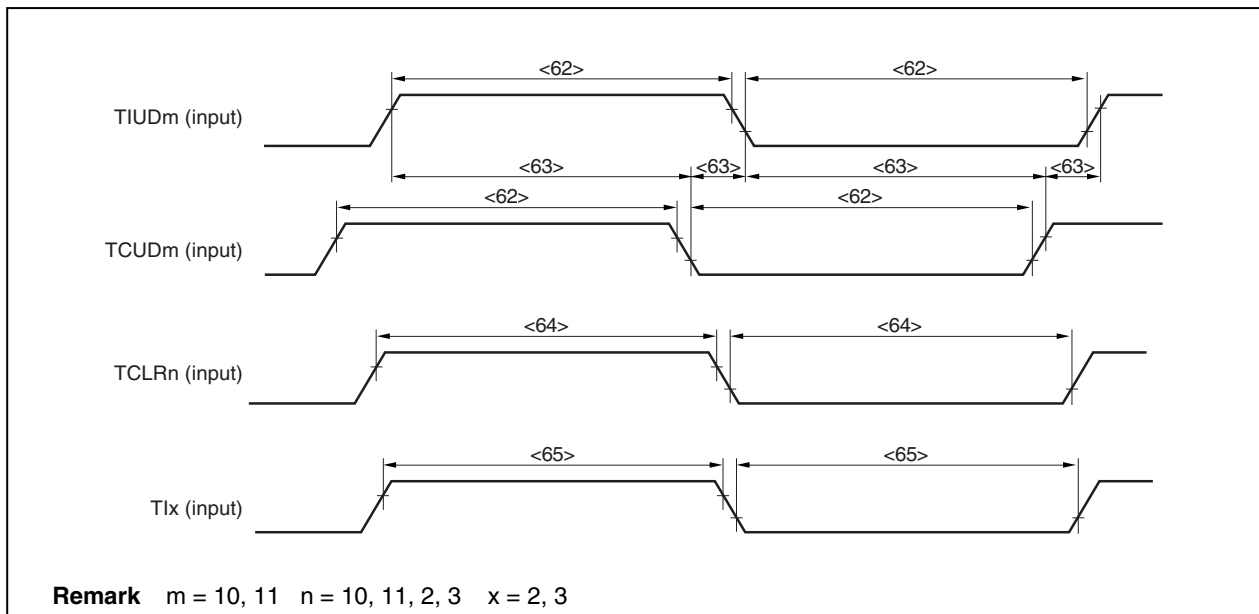 <62> <62>
TIUDm (input)
<63> <63> <63> <63>
<62> <62>
TCUDm (input)
<64> <64>
TCLRn (input)
<65> <65>
TIx (input)
Remark m = 10, 11 n = 10, 11, 2, 3 x = 2, 3